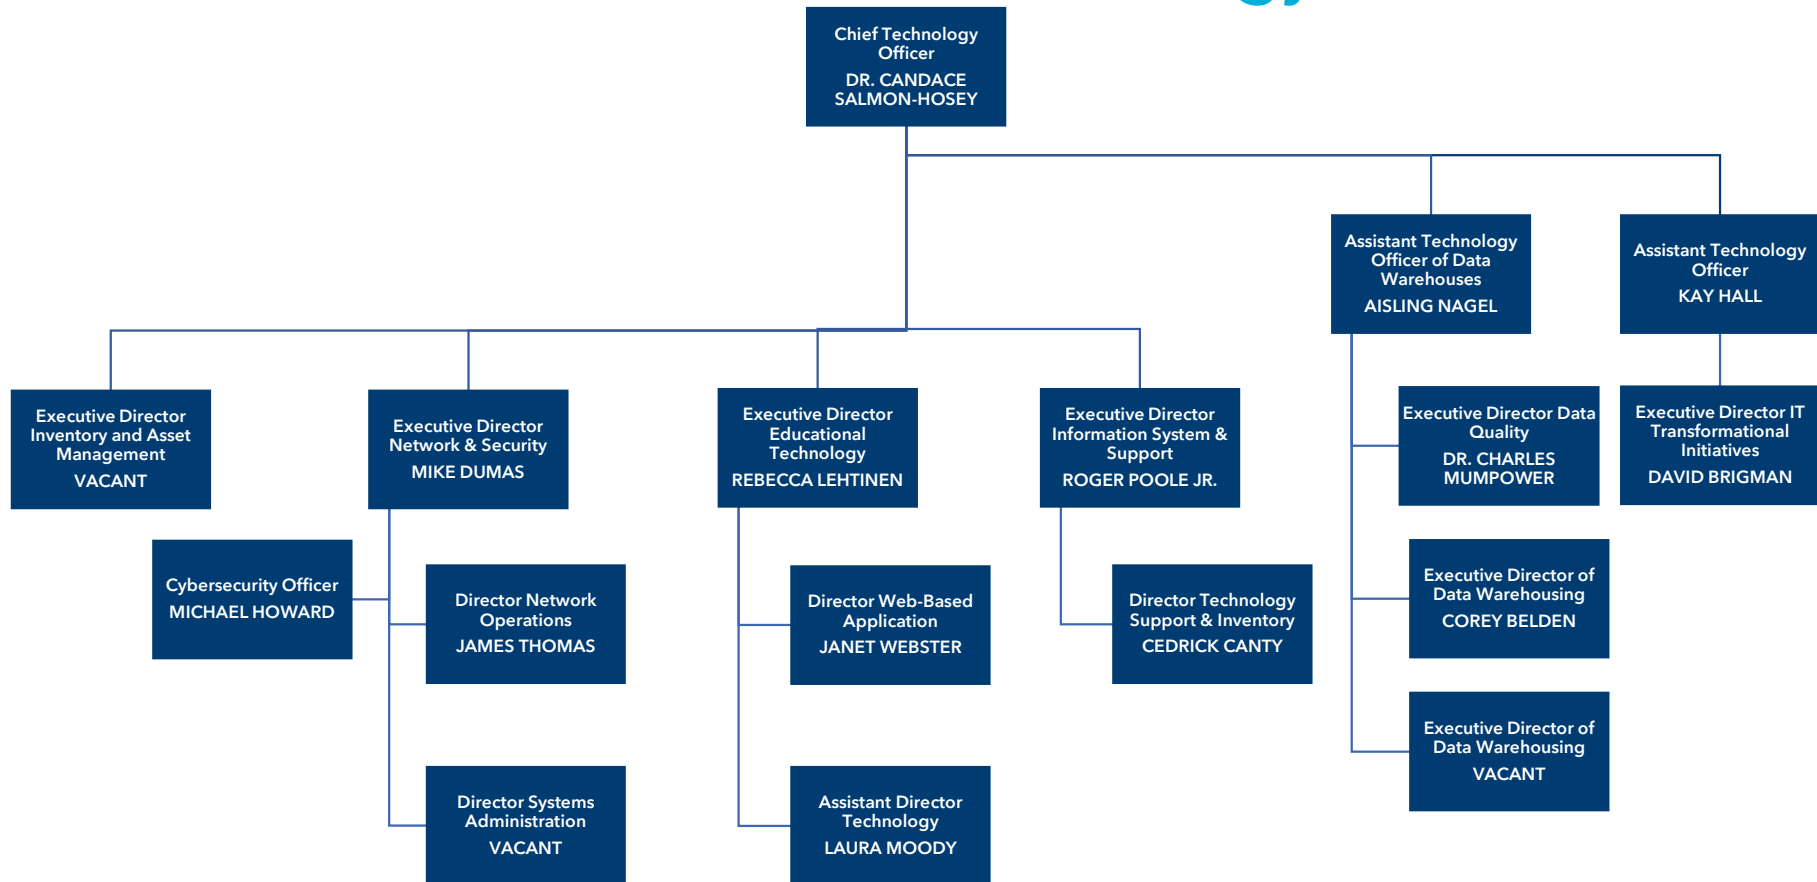 Chief Technology
Officer
DR. CANDACE
SALMON-HOSEY
Assistant Technology
Officer of Data
Warehouses
AISLING NAGEL
Assistant Technology
Officer
KAY HALL
Executive Director
Inventory and Asset
Management
VACANT
Executive Director
Network & Security
MIKE DUMAS
Executive Director
Educational
Technology
REBECCA LEHTINEN
Executive Director
Information System &
Support
ROGER POOLE JR.
Executive Director Data
Quality
DR. CHARLES
MUMPOWER
Executive Director IT
Transformational
Initiatives
DAVID BRIGMAN
Cybersecurity Officer
MICHAEL HOWARD
Director Network
Operations
JAMES THOMAS
Director Web-Based
Application
JANET WEBSTER
Director Technology
Support & Inventory
CEDRICK CANTY
Executive Director of
Data Warehousing
COREY BELDEN
Executive Director of
Data Warehousing
VACANT
Director Systems
Administration
VACANT
Assistant Director
Technology
LAURA MOODY